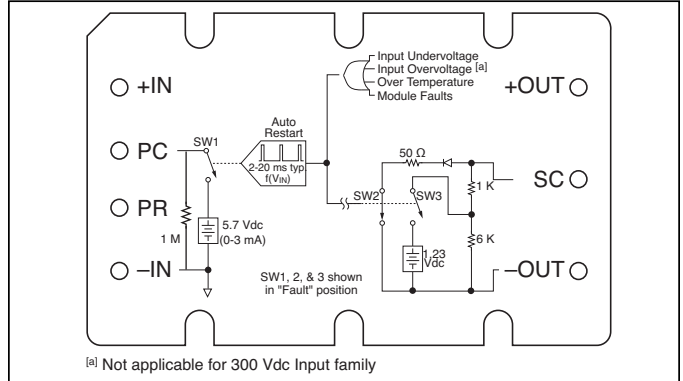 Input Undervoltage
Input Overvoltage [a]
Over Temperature
Module Faults
+IN
+OUT
Auto
Restart
PC
SW1
2-20 ms typ.
f(VIN)
50 Ω
SC
1 K
SW2
SW3
PR
5.7 Vdc
(0-3 mA)
1 M
6 K
1.23
Vdc
–IN
–OUT
SW1, 2, & 3 shown
in "Fault" position
[a] Not applicable for 300 Vdc Input family